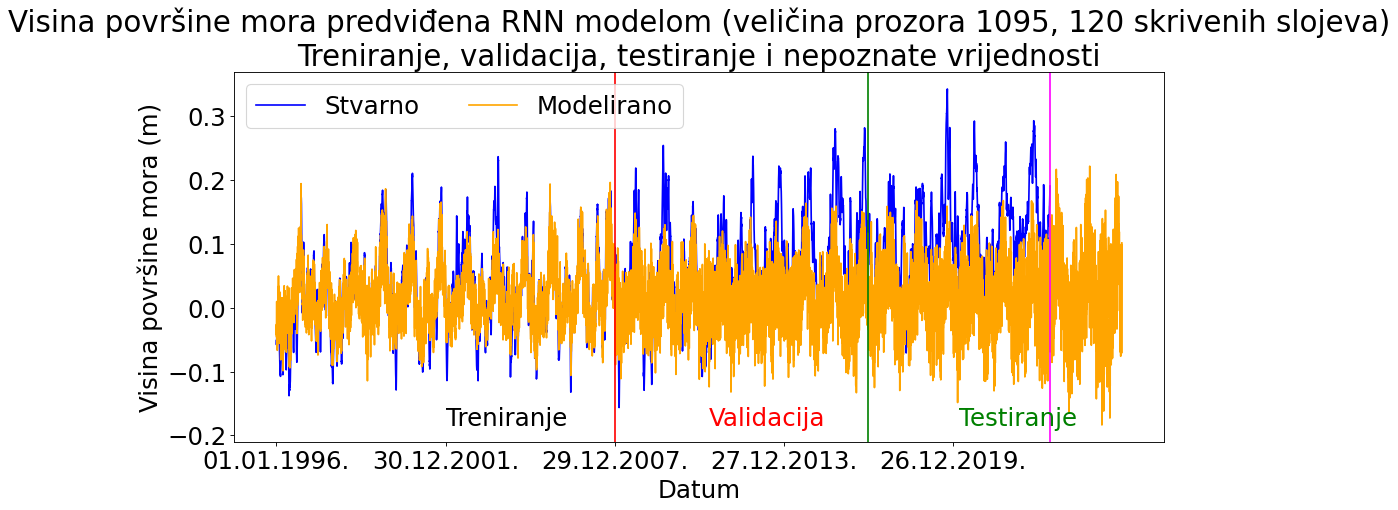 Visina površine mora predviđena RNN modelom (veličina prozora 1095, 120 skrivenih slojeva)
Treniranje, validacija, testiranje i nepoznate vrijednosti
Stvarno
Modelirano
Visina površine mora (m)
0.3
0.2
0.1
0.0
−0.1
−0.2
Treniranje
Validacija
Testiranje
01.01.1996.
30.12.2001.
29.12.2007.
27.12.2013.
26.12.2019.
Datum